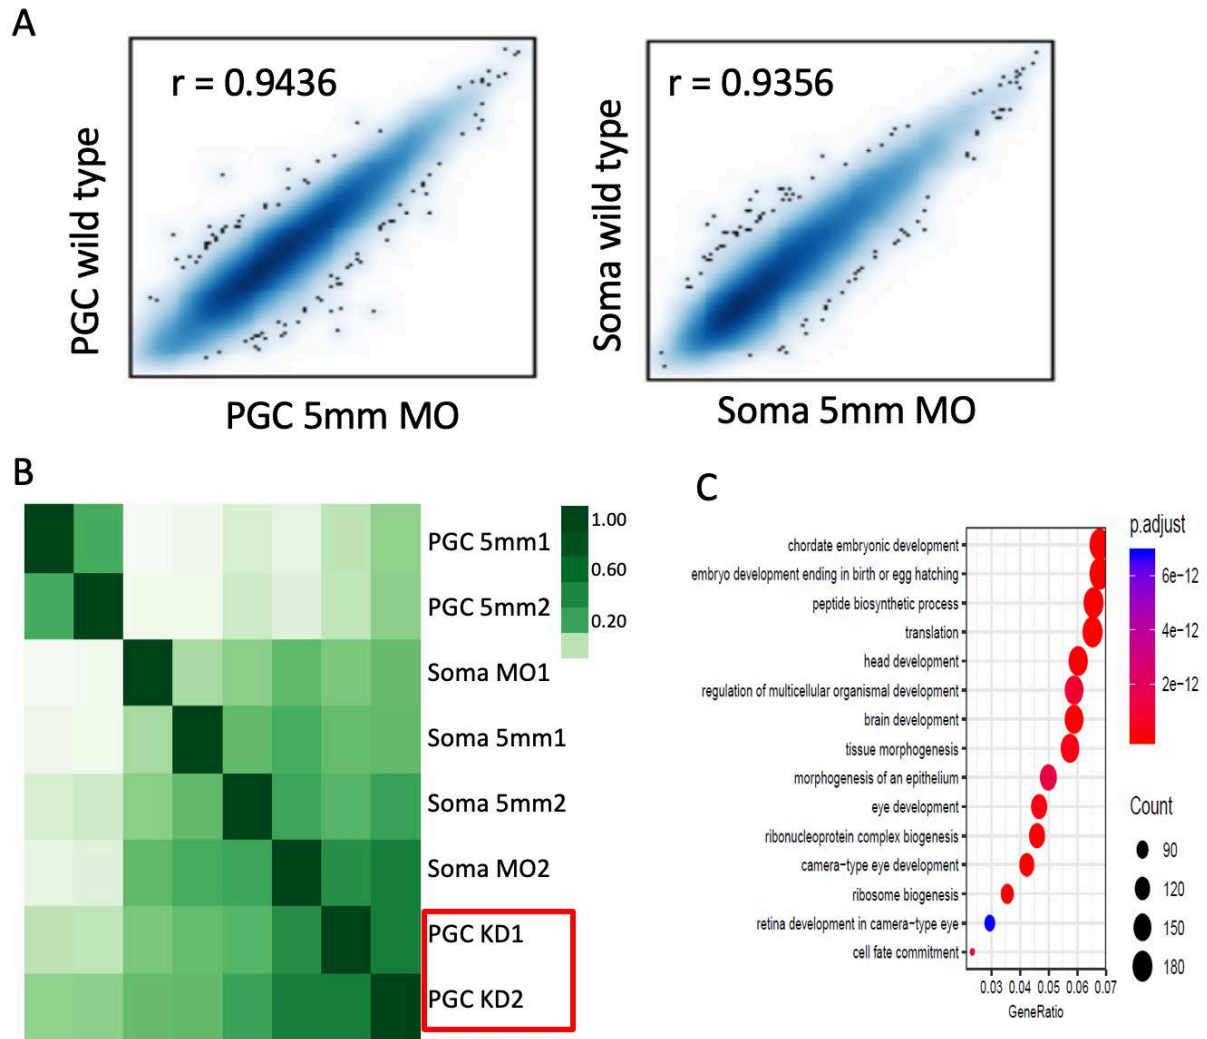 A
r = 0.9436
PGC wild type
PGC 5mm MO
r = 0.9356
Soma wild type
Soma 5mm MO
B
PGC 5mm1
PGC 5mm2
Soma MO1
Soma 5mm1
Soma 5mm2
Soma MO2
PGC KD1
PGC KD2
1.00
0.60
0.20
C
chordate embryonic development
embryo development ending in birth or egg hatching
peptide biosynthetic process
translation
head development
regulation of multicellular organismal development
brain development
tissue morphogenesis
morphogenesis of an epithelium
eye development
ribonucleoprotein complex biogenesis
camera-type eye development
ribosome biogenesis
retina development in camera-type eye
cell fate commitment
0.03 0.04 0.05 0.06 0.07
GeneRatio
p.adjust
6e−12
4e−12
2e−12
Count
90
120
150
180